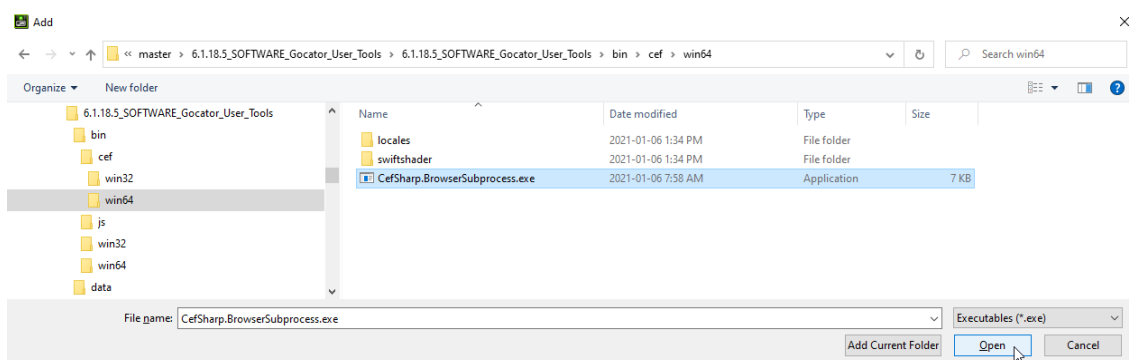 Add
« master › 6.1.18.5_SOFTWARE_Gocator_User_Tools › 6.1.18.5_SOFTWARE_Gocator_User_Tools › bin › cef › win64
Search win64
Organize
New folder
6.1.18.5_SOFTWARE_Gocator_User_Tools
bin
cef
win32
win64
js
win32
win64
data
Name Date modified Type Size
locales 2021-01-06 1:34 PM File folder
swiftshader 2021-01-06 1:34 PM File folder
CefSharp.BrowserSubprocess.exe 2021-01-06 7:58 AM Application 7 KB
File name: CefSharp.BrowserSubprocess.exe
Executables (*.exe)
Add Current Folder
Open
Cancel